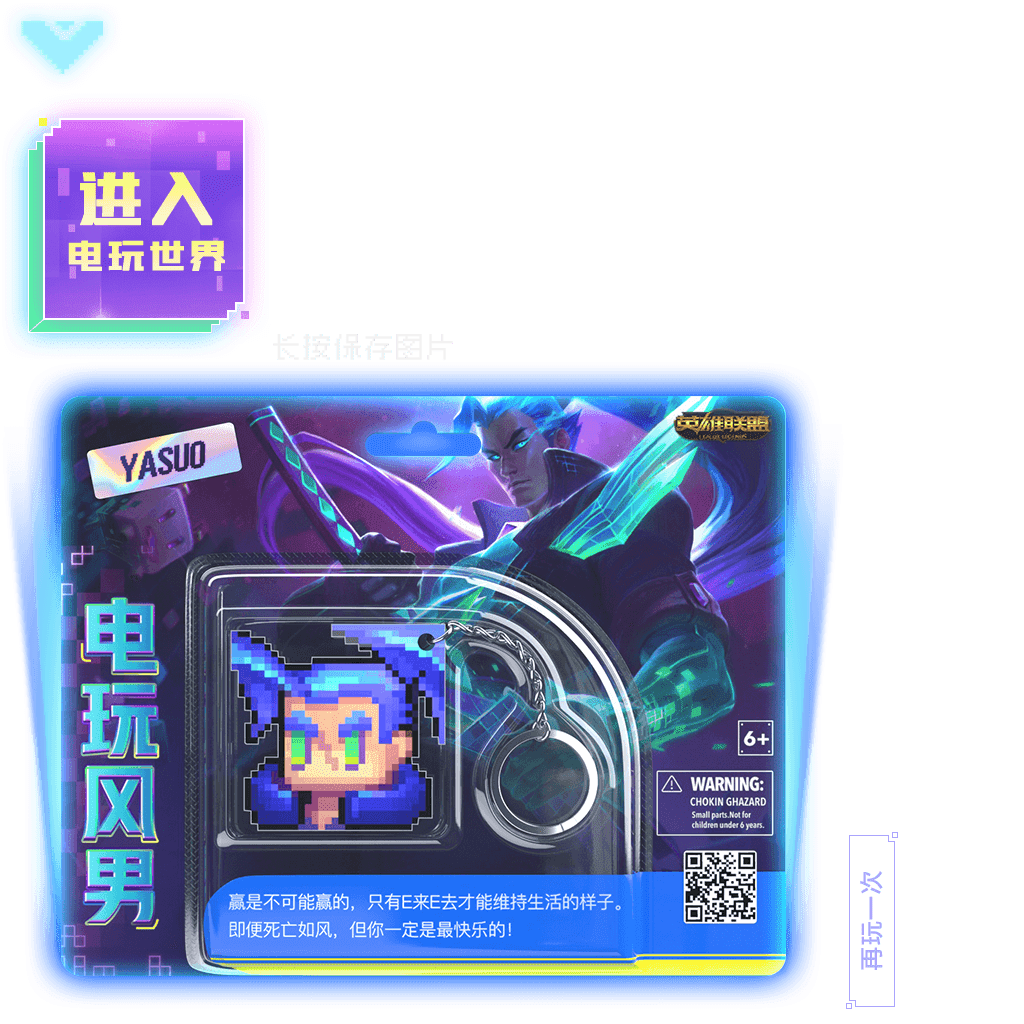 进入
电玩世界
长按保存图片
英雄联盟
LEAGUE OF LEGENDS
YASUO
电玩风男
6+
WARNING:
CHOKIN GHAZARD
Small parts.Not for
children under 6 years.
赢是不可能赢的，只有E来E去才能维持生活的样子。
即便死亡如风，但你一定是最快乐的！
再玩一次